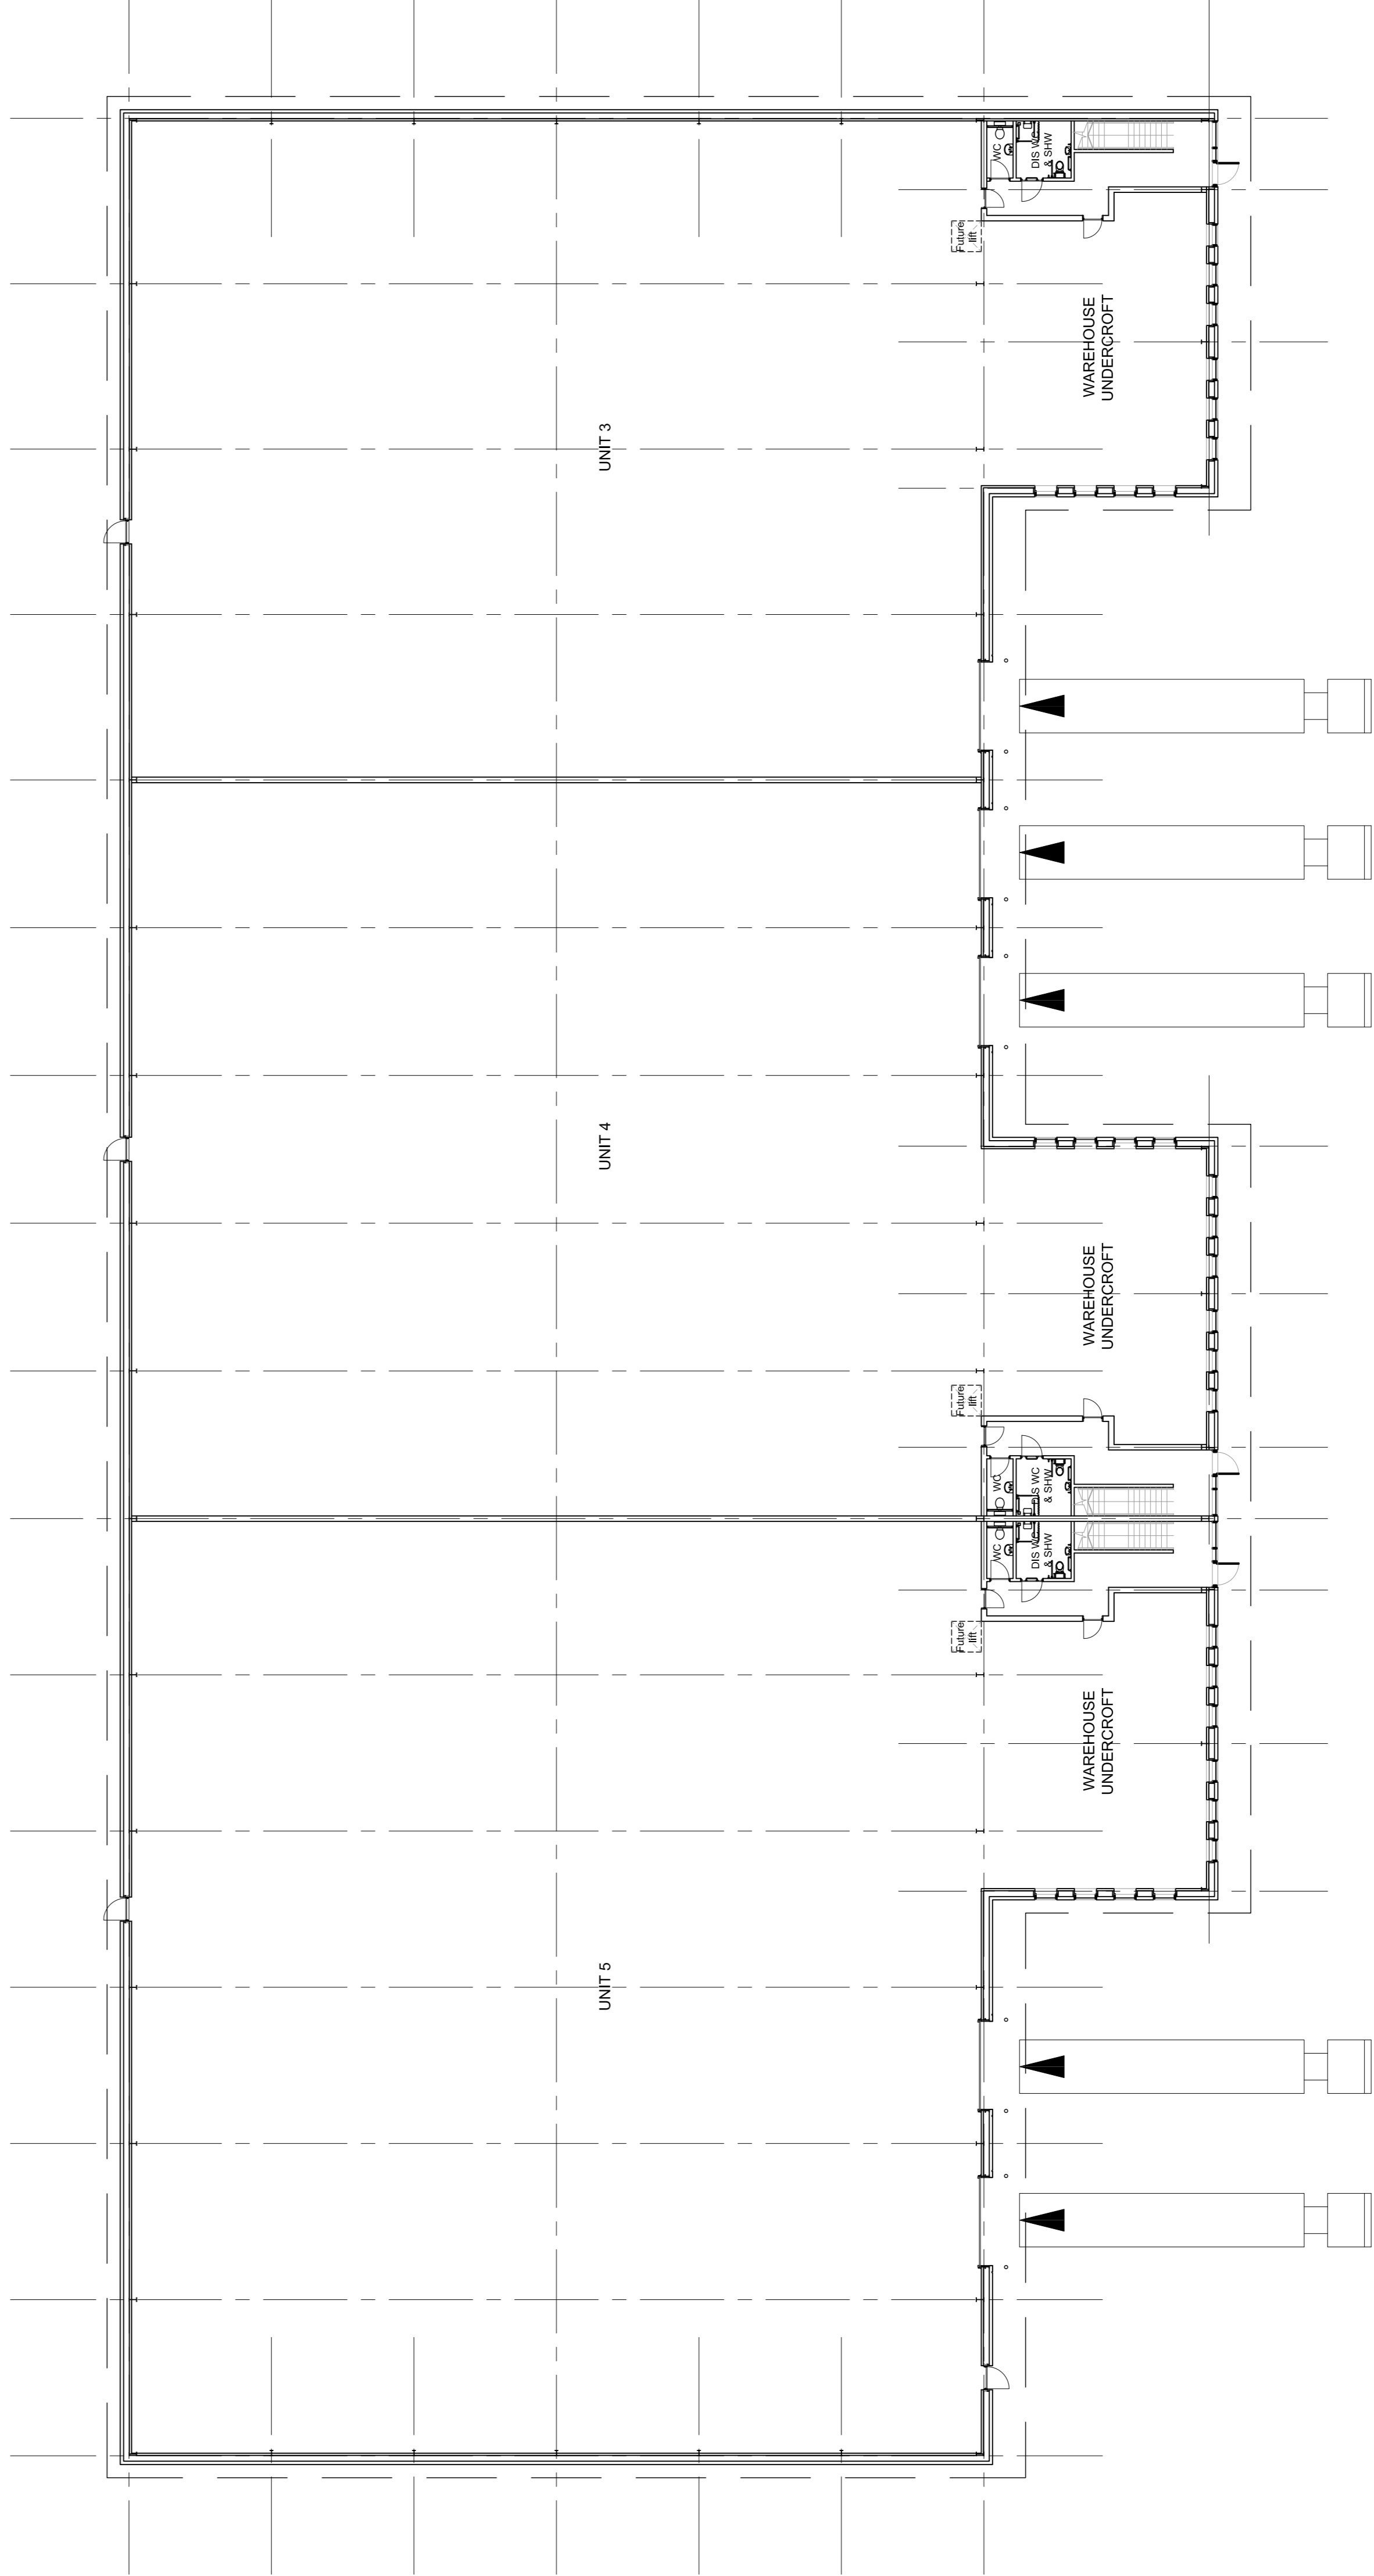 WC
DIS WC
& SHW
Future
lift
WAREHOUSE
UNDERCROFT
UNIT 3
UNIT 4
WAREHOUSE
UNDERCROFT
Future
lift
WC
DIS WC
& SHW
WC
DIS WC
& SHW
Future
lift
WAREHOUSE
UNDERCROFT
UNIT 5